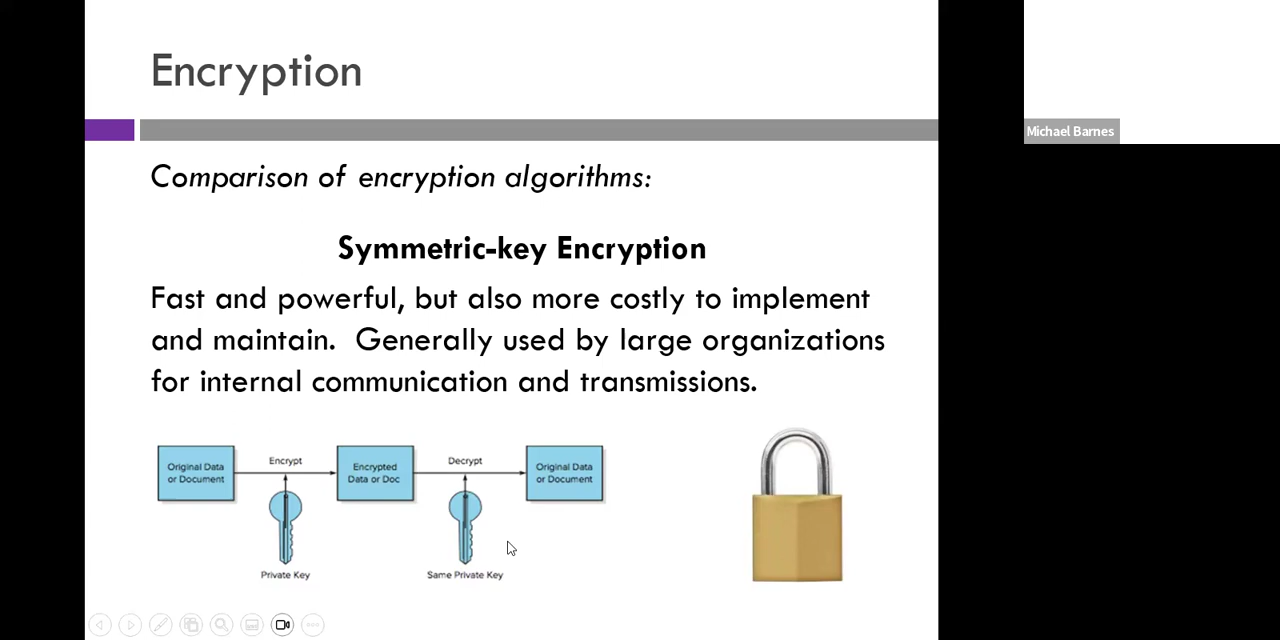 Encryption
Michael Barnes
Comparison of encryption algorithms:
Symmetric-key Encryption
Fast and powerful, but also more costly to implement
and maintain.  Generally used by large organizations
for internal communication and transmissions.
Original Data
or Document
Encrypt
Encrypted
Data or Doc
Decrypt
Original Data
or Document
Private Key
Same Private Key